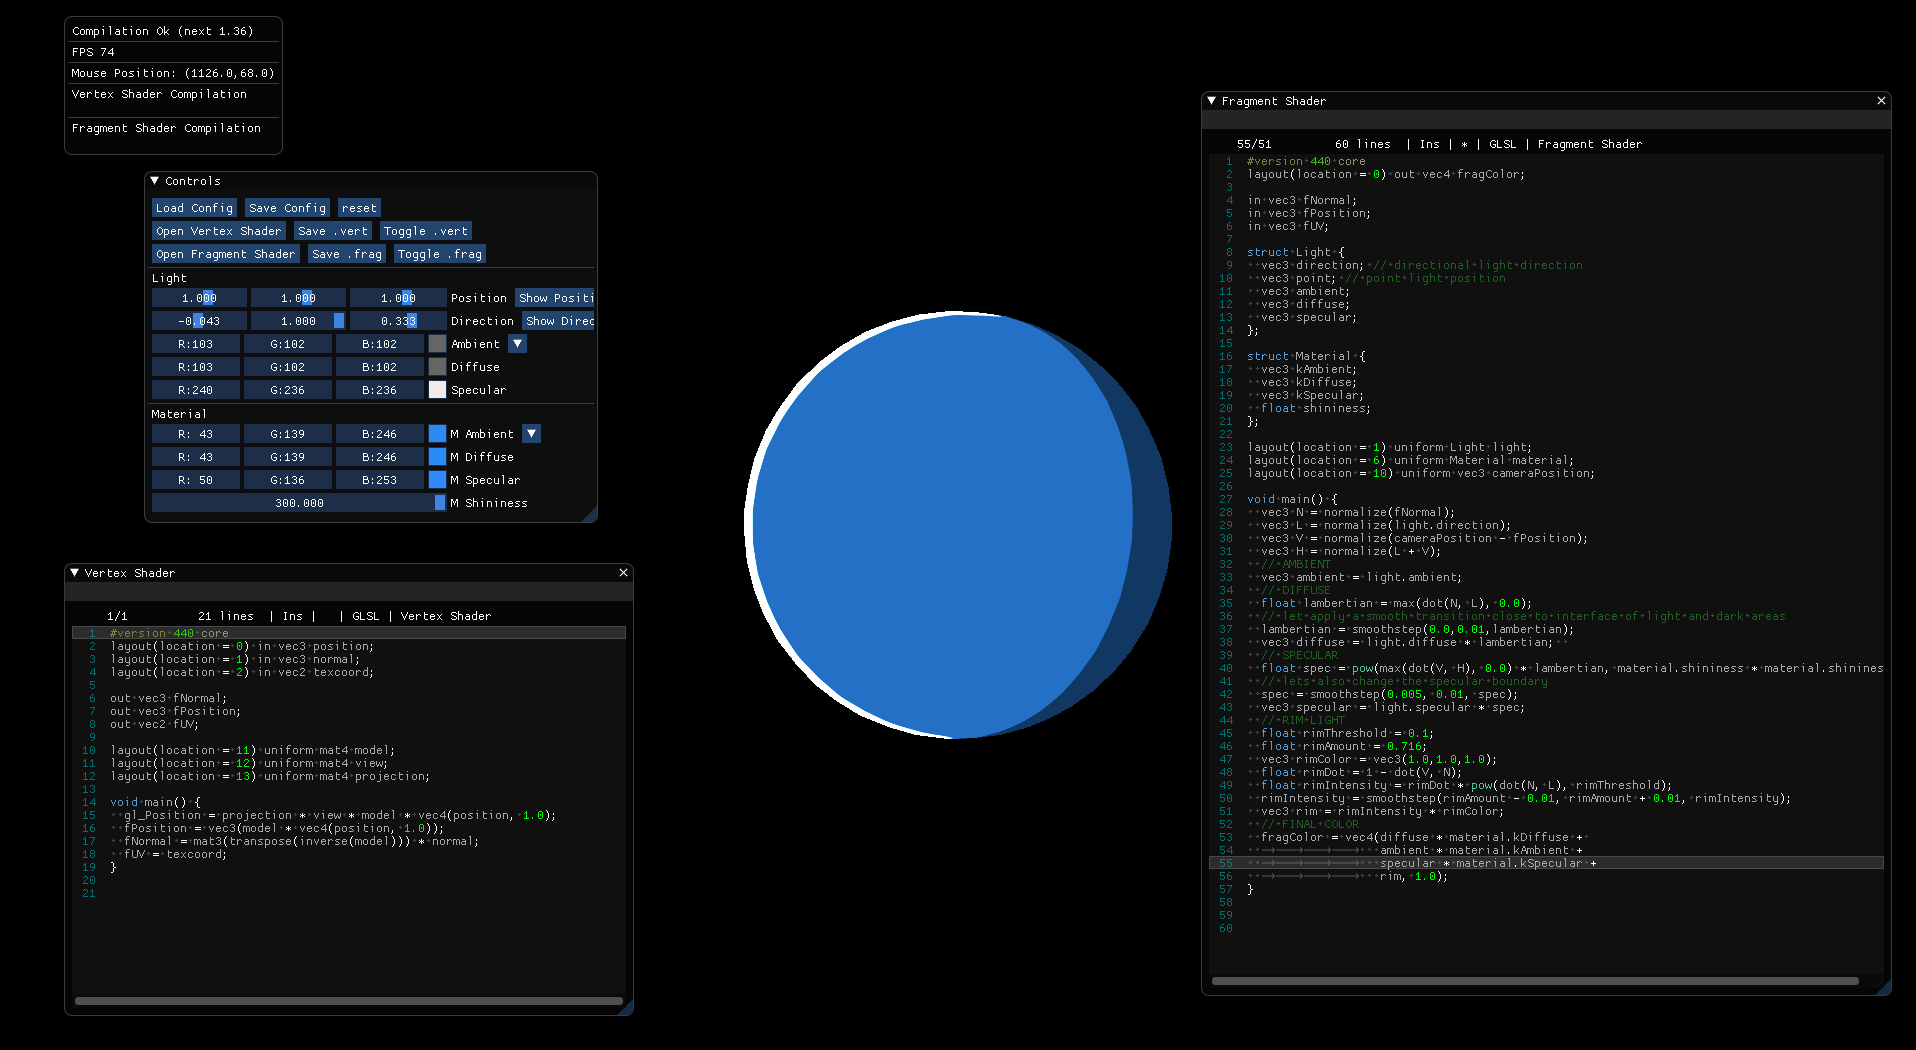 Compilation Ok (next 1.36)
FPS 74
Mouse Position: (1126.0,68.0)
Vertex Shader Compilation
Fragment Shader Compilation
Controls
Load Config Save Config reset
Open Vertex Shader Save .vert Toggle .vert
Open Fragment Shader Save .frag Toggle .frag
Light
1.000 1.000 1.000 Position Show Positi
-0.043 1.000 0.333 Direction Show Direc
R:103 G:102 B:102 Ambient
R:103 G:102 B:102 Diffuse
R:240 G:236 B:236 Specular
Material
R: 43 G:139 B:246 M Ambient
R: 43 G:139 B:246 M Diffuse
R: 50 G:136 B:253 M Specular
300.000 M Shininess
Vertex Shader
1/1 21 lines | Ins | | GLSL | Vertex Shader
1 #version 440 core
2 layout(location = 0) in vec3 position;
3 layout(location = 1) in vec3 normal;
4 layout(location = 2) in vec2 texcoord;
5
6 out vec3 fNormal;
7 out vec3 fPosition;
8 out vec2 fUV;
9
10 layout(location = 11) uniform mat4 model;
11 layout(location = 12) uniform mat4 view;
12 layout(location = 13) uniform mat4 projection;
13
14 void main() {
15 gl_Position = projection * view * model * vec4(position, 1.0);
16 fPosition = vec3(model * vec4(position, 1.0));
17 fNormal = mat3(transpose(inverse(model))) * normal;
18 fUV = texcoord;
19 }
20
21
Fragment Shader
55/51 60 lines | Ins | * | GLSL | Fragment Shader
1 #version 440 core
2 layout(location = 0) out vec4 fragColor;
3
4 in vec3 fNormal;
5 in vec3 fPosition;
6 in vec3 fUV;
7
8 struct Light {
9 vec3 direction; // directional light direction
10 vec3 point; // point light position
11 vec3 ambient;
12 vec3 diffuse;
13 vec3 specular;
14 };
15
16 struct Material {
17 vec3 kAmbient;
18 vec3 kDiffuse;
19 vec3 kSpecular;
20 float shininess;
21 };
22
23 layout(location = 1) uniform Light light;
24 layout(location = 6) uniform Material material;
25 layout(location = 10) uniform vec3 cameraPosition;
26
27 void main() {
28 vec3 N = normalize(fNormal);
29 vec3 L = normalize(light.direction);
30 vec3 V = normalize(cameraPosition - fPosition);
31 vec3 H = normalize(L + V);
32 // AMBIENT
33 vec3 ambient = light.ambient;
34 // DIFFUSE
35 float lambertian = max(dot(N, L), 0.0);
36 // let apply a smooth transition close to interface of light and dark areas
37 lambertian = smoothstep(0.0,0.01,lambertian);
38 vec3 diffuse = light.diffuse * lambertian;
39 // SPECULAR
40 float spec = pow(max(dot(V, H), 0.0) * lambertian, material.shininess * material.shinines
41 // lets also change the specular boundary
42 spec = smoothstep(0.005, 0.01, spec);
43 vec3 specular = light.specular * spec;
44 // RIM LIGHT
45 float rimThreshold = 0.1;
46 float rimAmount = 0.716;
47 vec3 rimColor = vec3(1.0,1.0,1.0);
48 float rimDot = 1 - dot(V, N);
49 float rimIntensity = rimDot * pow(dot(N, L), rimThreshold);
50 rimIntensity = smoothstep(rimAmount - 0.01, rimAmount + 0.01, rimIntensity);
51 vec3 rim = rimIntensity * rimColor;
52 // FINAL COLOR
53 fragColor = vec4(diffuse * material.kDiffuse +
54 ambient * material.kAmbient +
55 specular * material.kSpecular +
56 rim, 1.0);
57 }
58
59
60